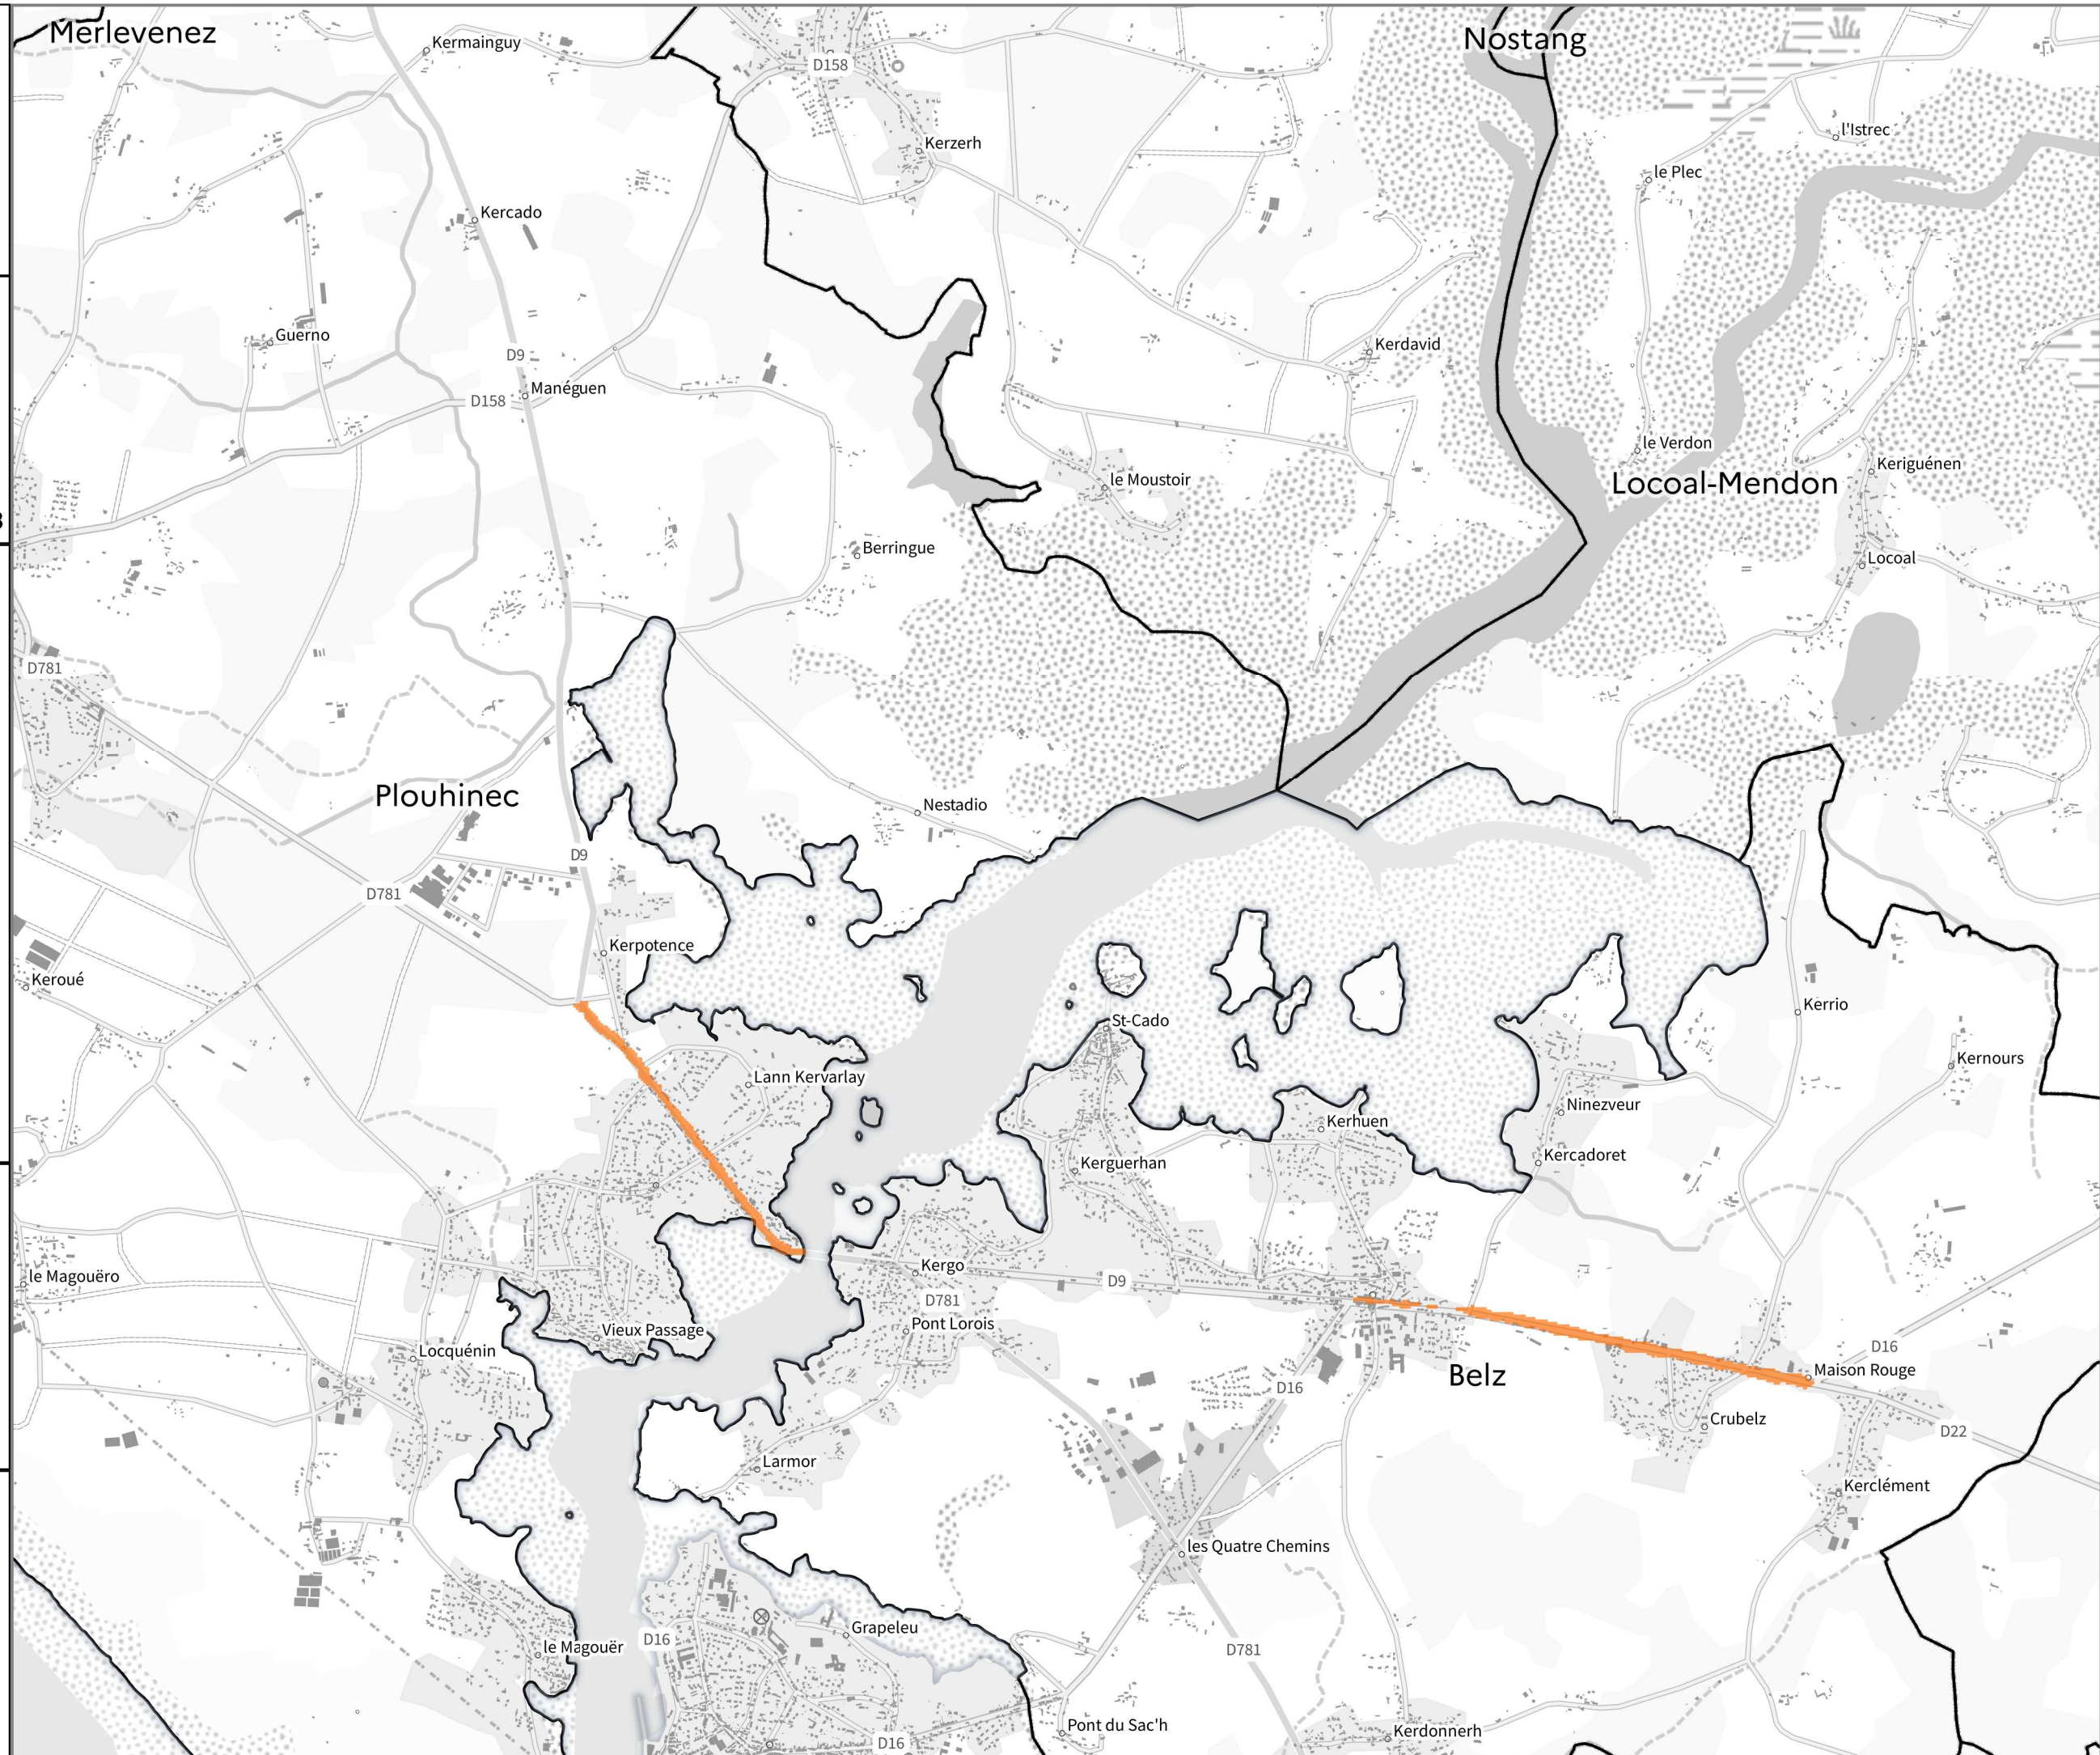 Merlevenez
Kermainguy
Nostang
D158
Kerzerh
l'Istrec
le Plec
Kercado
Guerno
D9
Kerdavid
Manéguen
D158
le Verdon
Keriguénen
le Moustoir
Locoal-Mendon
Berringue
Locoal
D781
Plouhinec
Nestadio
D9
D781
Kerpotence
Keroué
Kerrio
St-Cado
Kernours
Lann Kervarlay
Ninezveur
Kerhuen
Kercadoret
Kerguerhan
Kergo
le Magouëro
D9
D781
Pont Lorois
Vieux Passage
Locquénin
D16
Maison Rouge
Belz
D16
Crubelz
D22
Larmor
Kerclément
les Quatre Chemins
Grapeleu
D16
le Magouër
D781
Pont du Sac'h
Kerdonnerh
D16